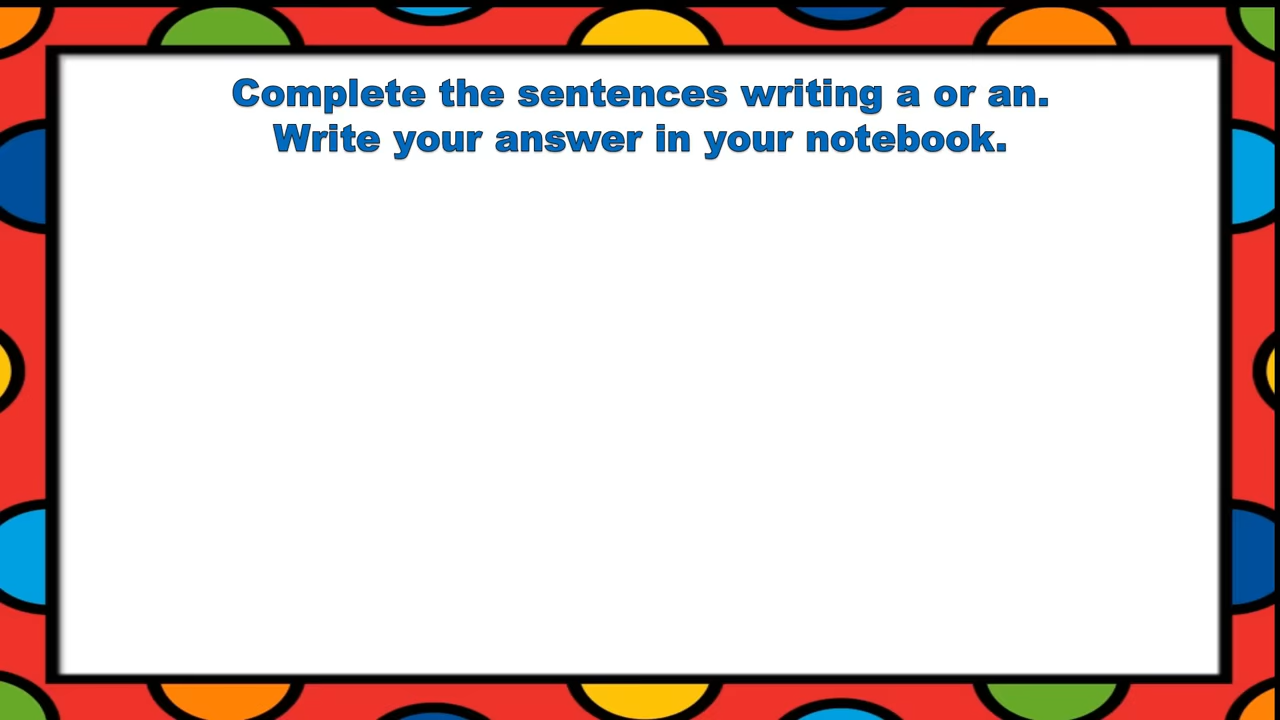 Complete the sentences writing a or an.
Write your answer in your notebook.